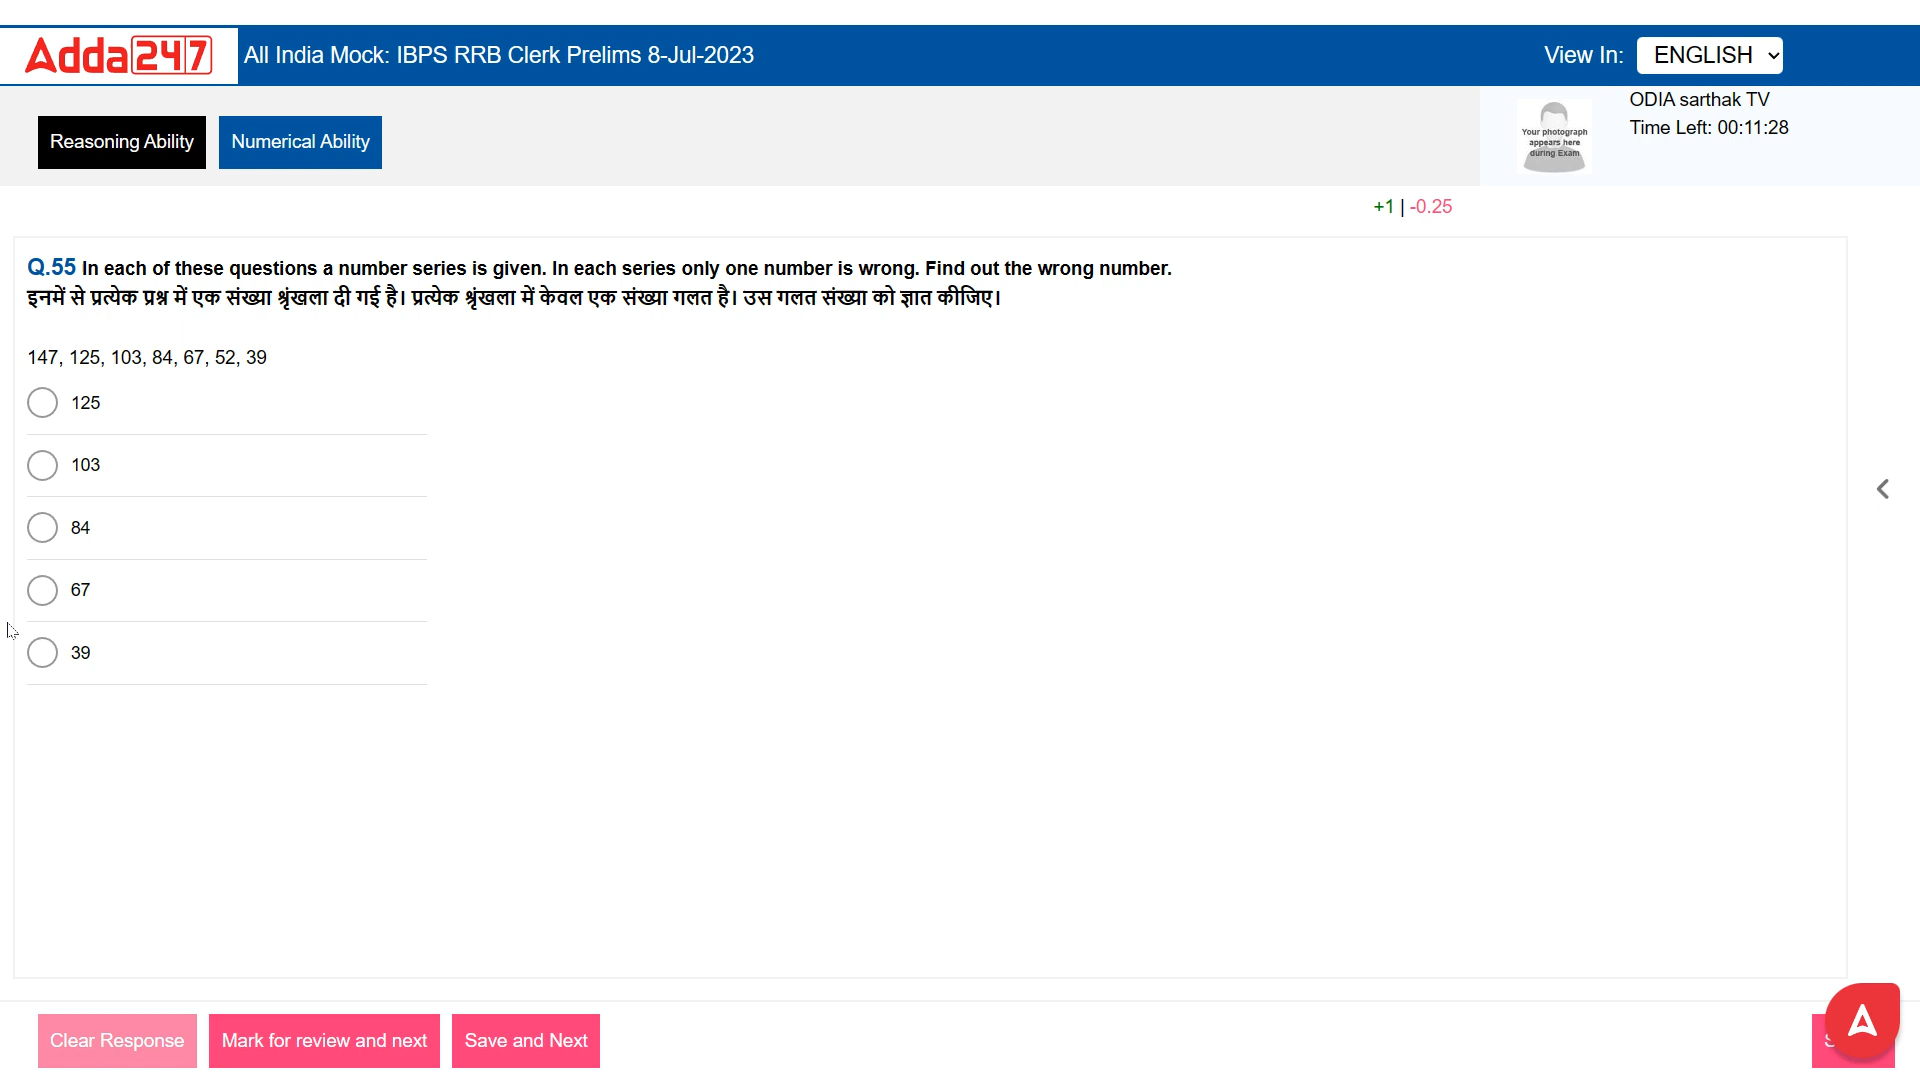 Adda247 All India Mock: IBPS RRB Clerk Prelims 8-Jul-2023 View In: ENGLISH
Reasoning Ability Numerical Ability
Your photograph
appears here
during Exam
ODIA sarthak TV
Time Left: 00:11:28
+1 | -0.25
Q.55 In each of these questions a number series is given. In each series only one number is wrong. Find out the wrong number.
इनमें से प्रत्येक प्रश्न में एक संख्या श्रृंखला दी गई है। प्रत्येक श्रृंखला में केवल एक संख्या गलत है। उस गलत संख्या को ज्ञात कीजिए।
147, 125, 103, 84, 67, 52, 39
125
103
84
67
39
Clear Response Mark for review and next Save and Next